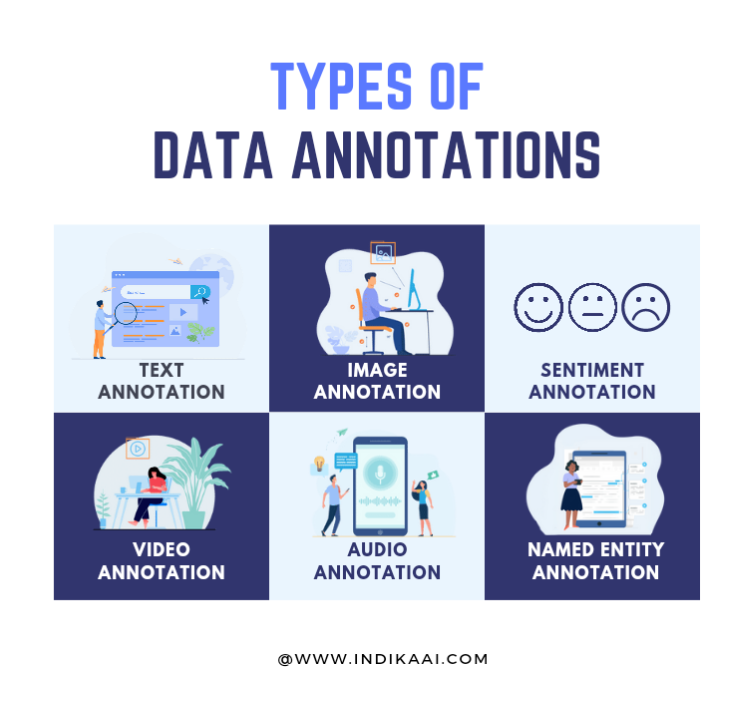 TYPES OF
DATA ANNOTATIONS
TEXT
ANNOTATION
IMAGE
ANNOTATION
SENTIMENT
ANNOTATION
VIDEO
ANNOTATION
AUDIO
ANNOTATION
NAMED ENTITY
ANNOTATION
@WWW.INDIKAAI.COM